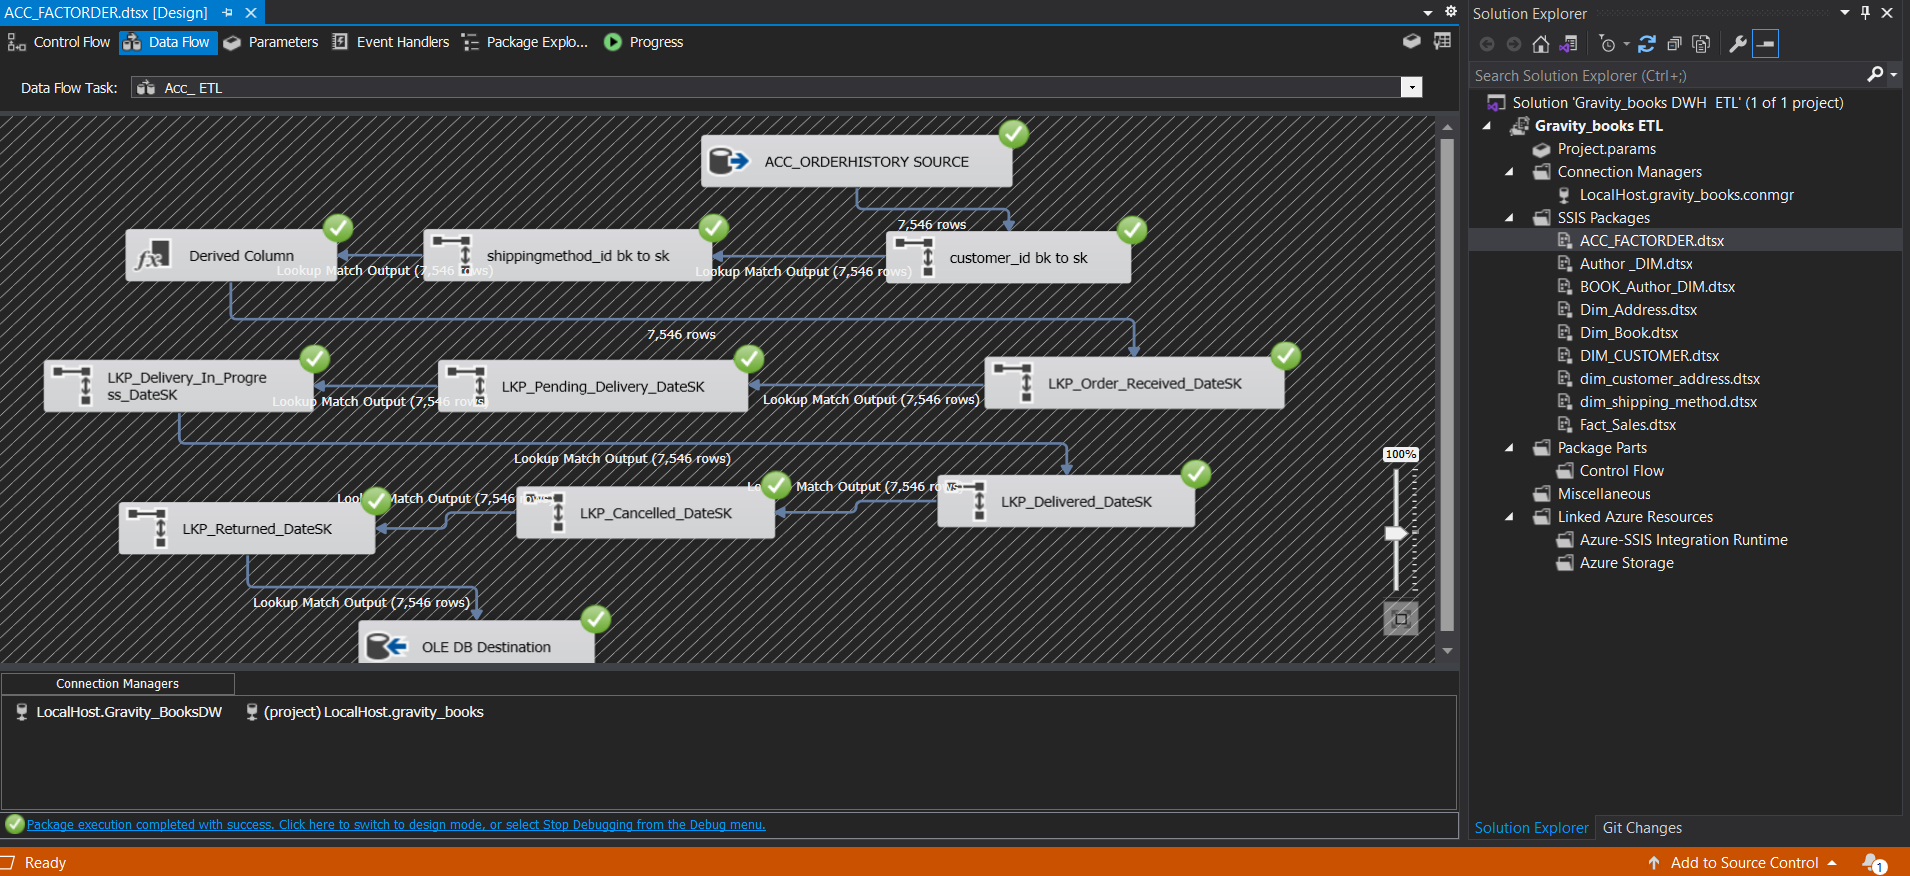 ACC_FACTORDER.dtsx [Design]
Control Flow
Data Flow
Parameters
Event Handlers
Package Explo...
Progress
Data Flow Task:
Acc_ ETL
ACC_ORDERHISTORY SOURCE
7,546 rows
Derived Column
Lookup Match Output (7,546 rows)
shippingmethod_id bk to sk
Lookup Match Output (7,546 rows)
customer_id bk to sk
7,546 rows
LKP_Delivery_In_Progre
ss_DateSK
Lookup Match Output (7,546 rows)
LKP_Pending_Delivery_DateSK
Lookup Match Output (7,546 rows)
LKP_Order_Received_DateSK
100%
Lookup Match Output (7,546 rows)
LKP_Returned_DateSK
Match Output (7,546 rows)
LKP_Cancelled_DateSK
Match Output (7,546 rows)
LKP_Delivered_DateSK
Lookup Match Output (7,546 rows)
OLE DB Destination
Connection Managers
LocalHost.Gravity_BooksDW
(project) LocalHost.gravity_books
Package execution completed with success. Click here to switch to design mode, or select Stop Debugging from the Debug menu.
Ready
Solution Explorer
Search Solution Explorer (Ctrl+;)
Solution 'Gravity_books DWH ETL' (1 of 1 project)
Gravity_books ETL
Project.params
Connection Managers
LocalHost.gravity_books.conmgr
SSIS Packages
ACC_FACTORDER.dtsx
Author _DIM.dtsx
BOOK_Author_DIM.dtsx
Dim_Address.dtsx
Dim_Book.dtsx
DIM_CUSTOMER.dtsx
dim_customer_address.dtsx
dim_shipping_method.dtsx
Fact_Sales.dtsx
Package Parts
Control Flow
Miscellaneous
Linked Azure Resources
Azure-SSIS Integration Runtime
Azure Storage
Solution Explorer
Git Changes
Add to Source Control
1